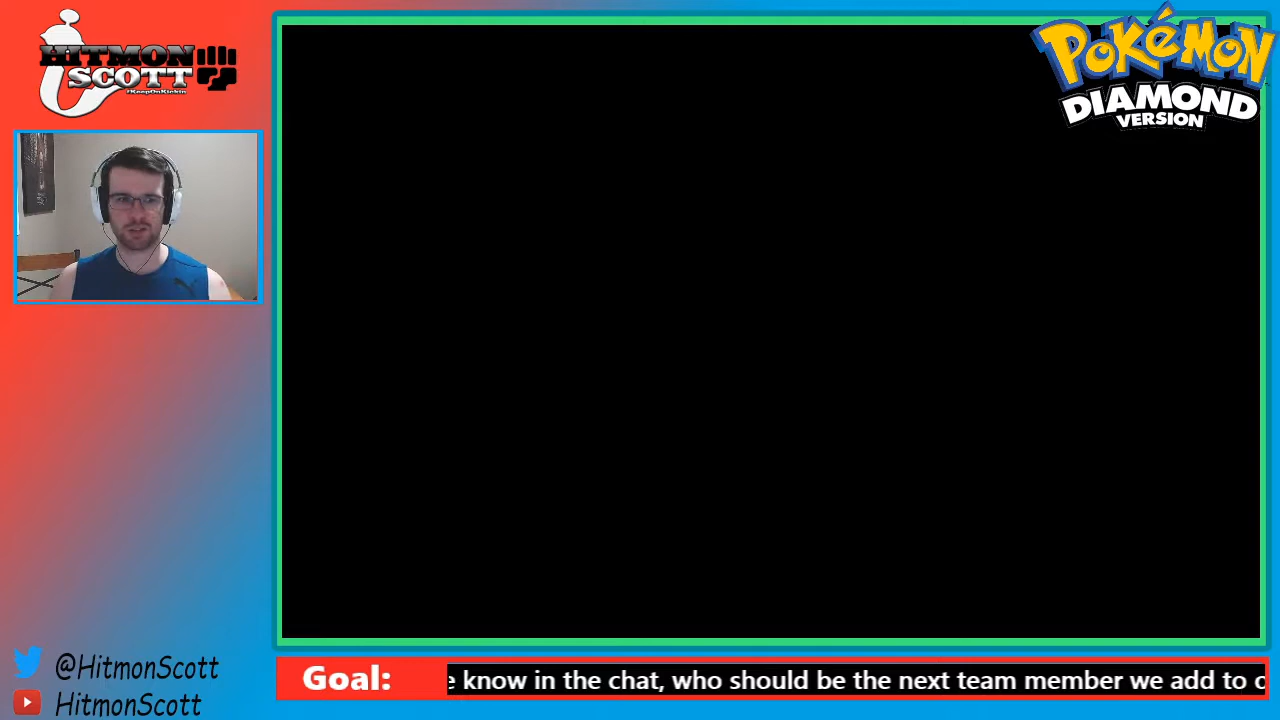 HITMON
SCOTT
#KeepOnKickin
POKÉMON
DIAMOND
VERSION
@HitmonScott
HitmonScott
Goal:
know in the chat, who should be the next team member we add to